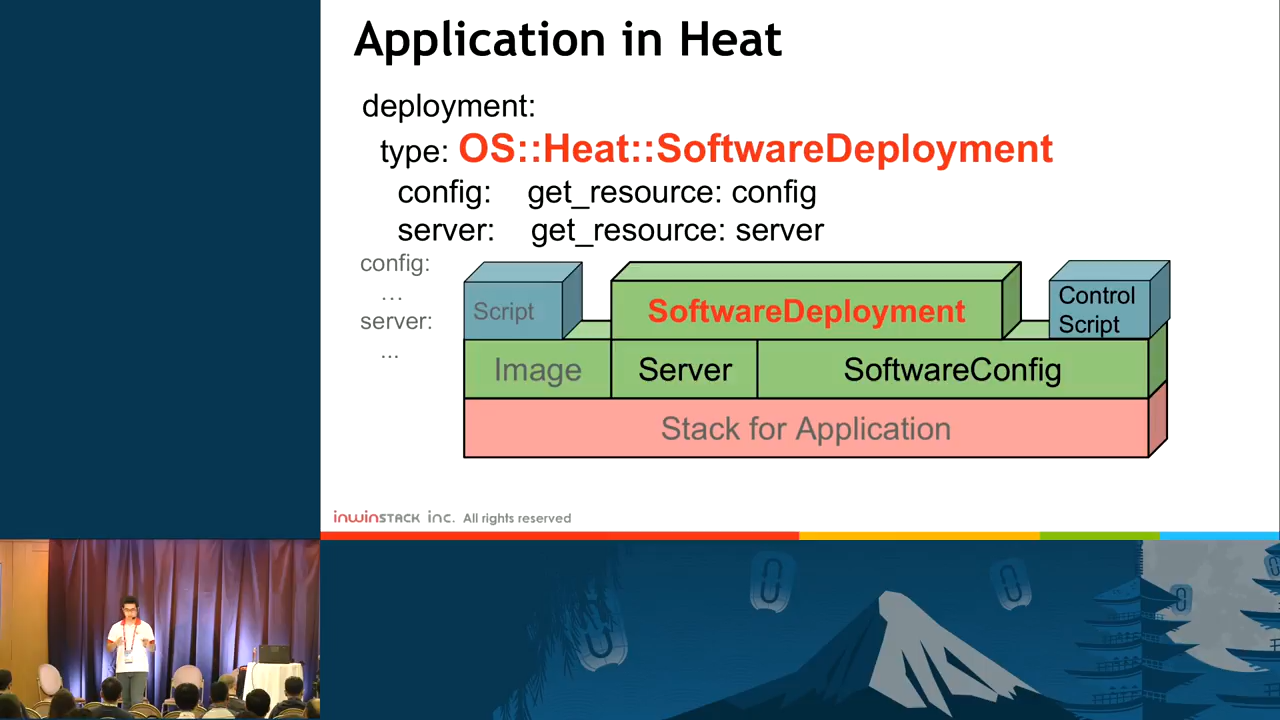 Application in Heat
deployment:
type: OS::Heat::SoftwareDeployment
config: get_resource: config
server: get_resource: server
config:
...
server:
...
Script
SoftwareDeployment
Control
Script
Image
Server
SoftwareConfig
Stack for Application
inwinSTACK inc. All rights reserved